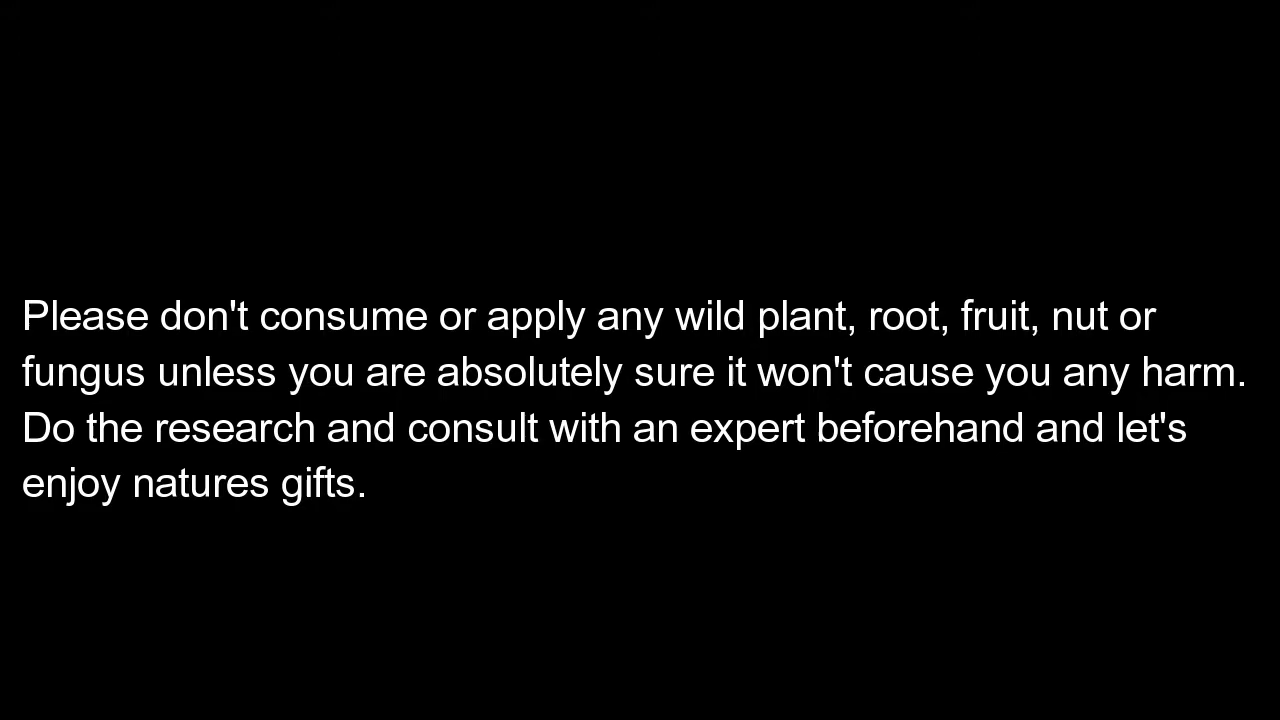 Please don't consume or apply any wild plant, root, fruit, nut or
fungus unless you are absolutely sure it won't cause you any harm.
Do the research and consult with an expert beforehand and let's
enjoy natures gifts.